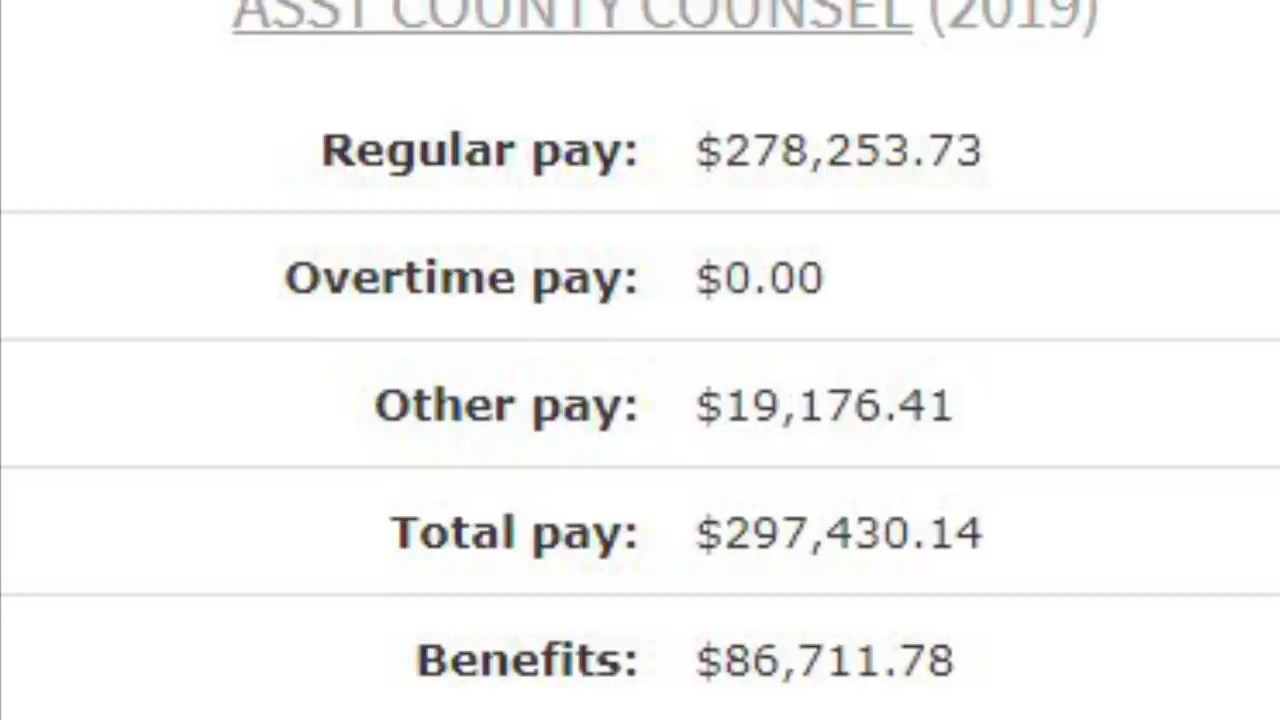 ASST COUNTY COUNSEL (2019)
Regular pay: $278,253.73
Overtime pay: $0.00
Other pay: $19,176.41
Total pay: $297,430.14
Benefits: $86,711.78